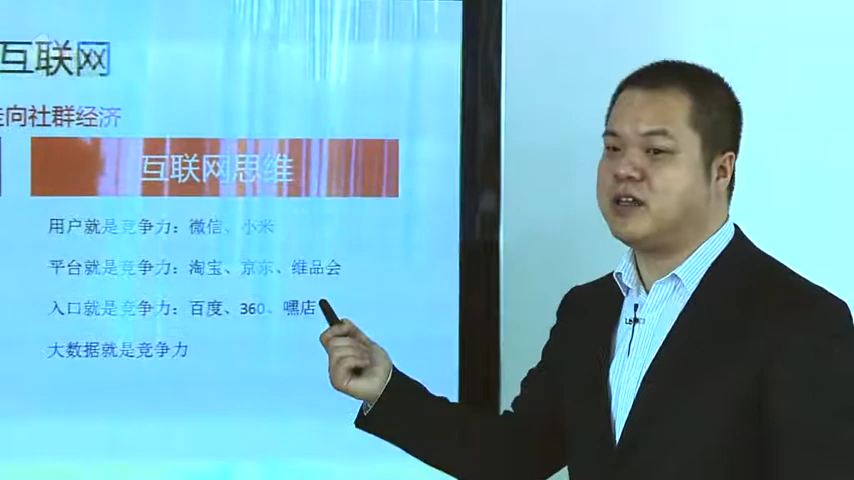 互联网
走向社群经济
互联网思维
用户就是竞争力：微信、小米
平台就是竞争力：淘宝、京东、维品会
入口就是竞争力：百度、360、嘿店
大数据就是竞争力